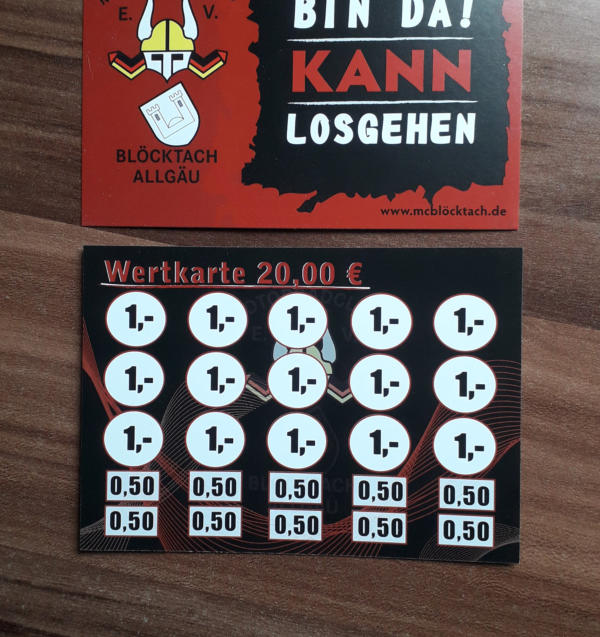 E. V.
BLÖCKTACH
ALLGÄU
BIN DA!
KANN
LOSGEHEN
www.mcblöcktach.de
Wertkarte 20,00 €
1,- 1,- 1,- 1,- 1,-
1,- 1,- 1,- 1,- 1,-
1,- 1,- 1,- 1,- 1,-
0,50 0,50 0,50 0,50 0,50
0,50 0,50 0,50 0,50 0,50